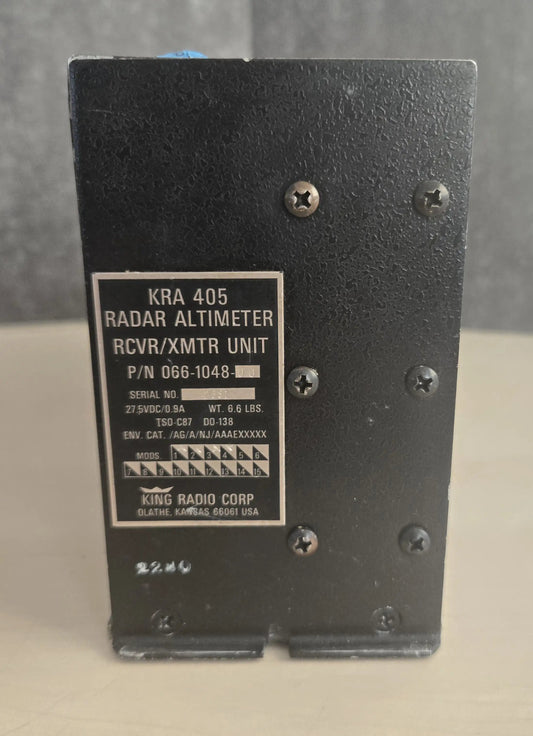 KRA 405
RADAR ALTIMETER
RCVR/XMTR UNIT
P/N 066-1048-
SERIAL NO.
27.5VDC/0.9A WT. 6.6 LBS.
TSO-C87 DO-138
ENV. CAT. /AG/A/NJ/AAAEXXXXX
MODS. 1 2 3 4 5 6
7 8 9 10 11 12 13 14 15
KING RADIO CORP
OLATHE, KANSAS 66061 USA